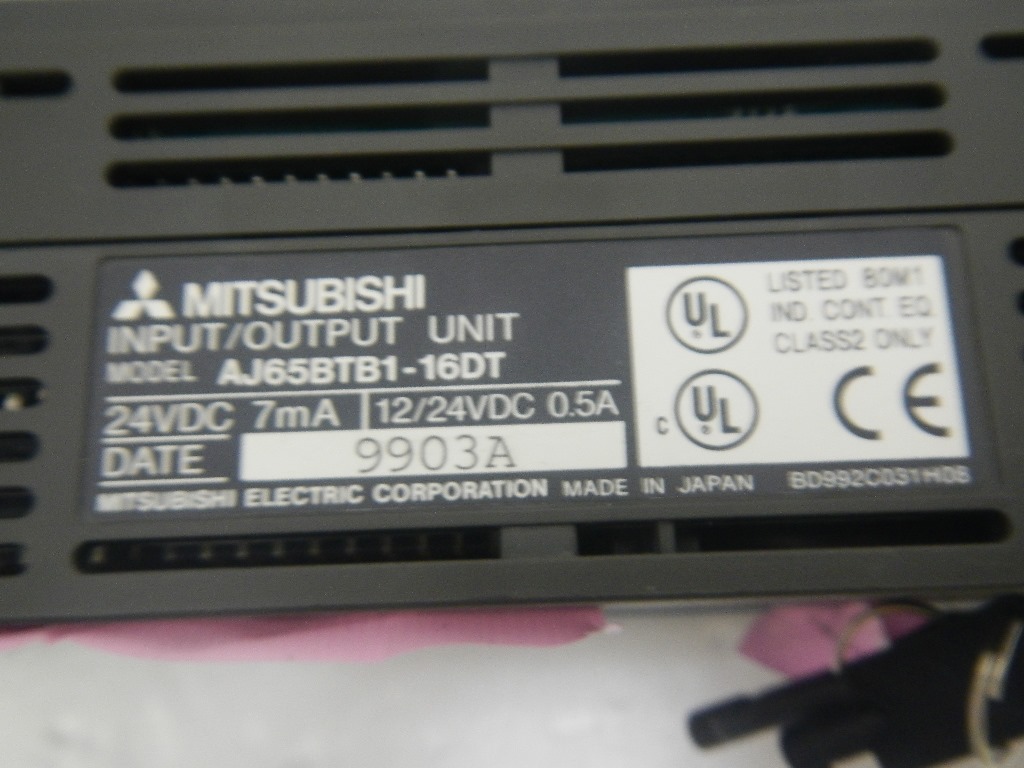 MITSUBISHI
INPUT/OUTPUT UNIT
MODEL AJ65BTB1-16DT
24VDC 7mA 12/24VDC 0.5A
DATE 9903A
MITSUBISHI ELECTRIC CORPORATION MADE IN JAPAN BD992C031H08
UL LISTED 80M1
IND. CONT. EQ.
CLASS2 ONLY
C UL CE